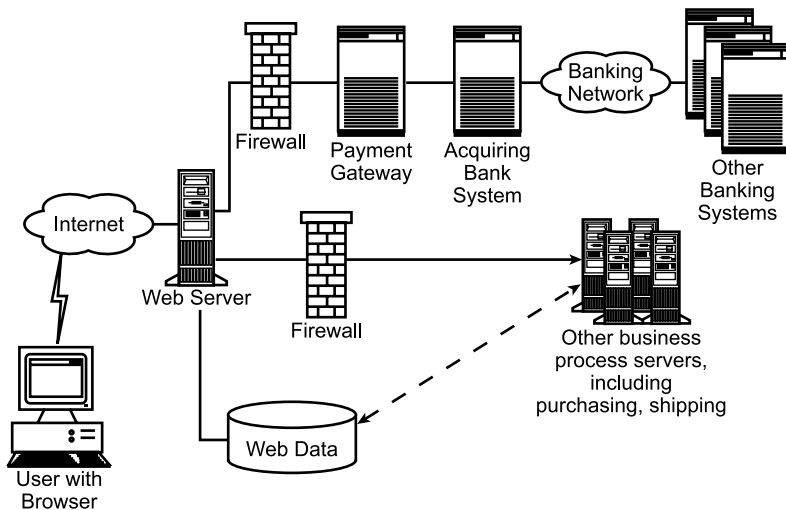 Banking
Network
Firewall
Payment
Gateway
Acquiring
Bank
System
Other
Banking
Systems
Internet
Web Server
Firewall
Other business
process servers,
including
purchasing, shipping
Web Data
User with
Browser